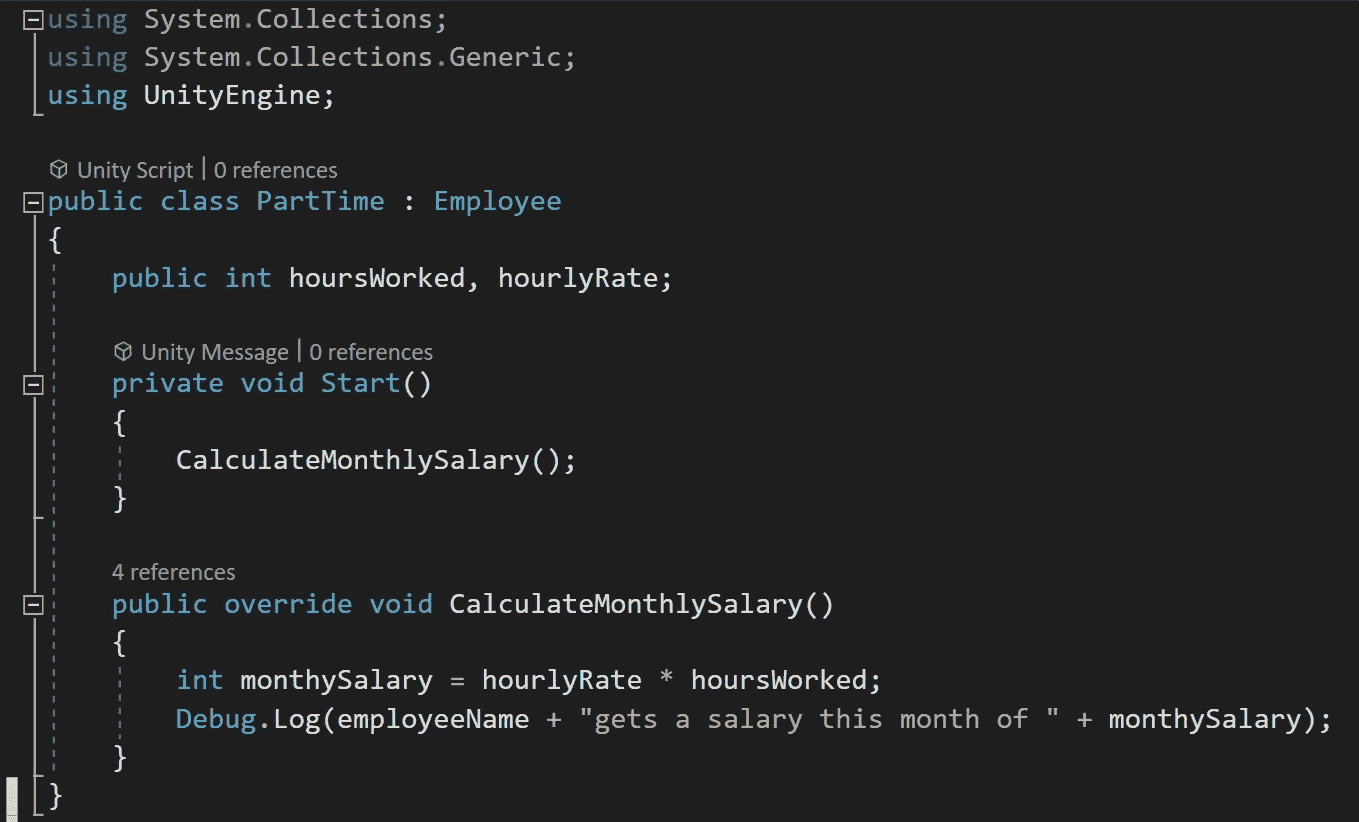 using System.Collections;
using System.Collections.Generic;
using UnityEngine;
Unity Script | 0 references
public class PartTime : Employee
{
public int hoursWorked, hourlyRate;
Unity Message | 0 references
private void Start()
{
CalculateMonthlySalary();
}
4 references
public override void CalculateMonthlySalary()
{
int monthySalary = hourlyRate * hoursWorked;
Debug.Log(employeeName + "gets a salary this month of " + monthySalary);
}
}